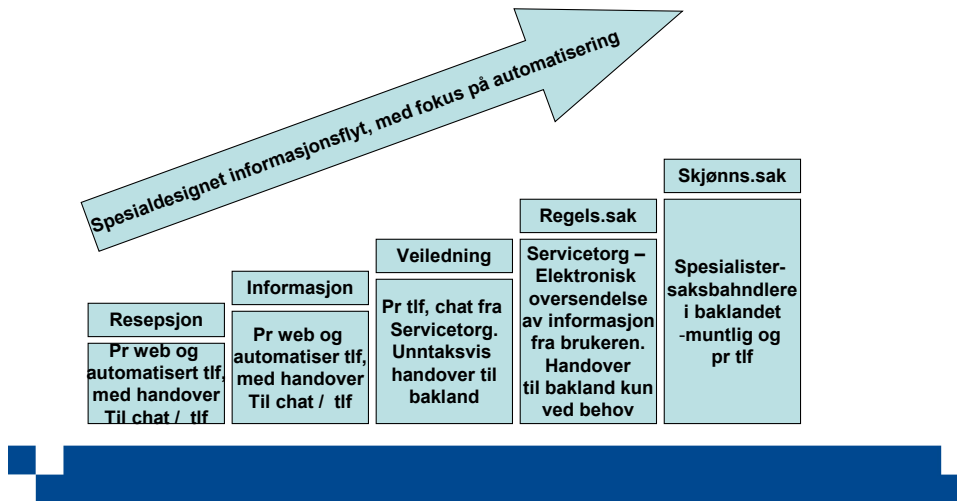 Spesialdesignet informasjonsflyt, med fokus på automatisering
Resepsjon
Pr web og
automatisert tlf,
med handover
Til chat / tlf
Informasjon
Pr web og
automatiser tlf,
med handover
Til chat / tlf
Veiledning
Pr tlf, chat fra
Servicetorg.
Unntaksvis
handover til
bakland
Regels.sak
Servicetorg –
Elektronisk
oversendelse
av informasjon
fra brukeren.
Handover
til bakland kun
ved behov
Skjønns.sak
Spesialister-
saksbahndlere
i baklandet
-muntlig og
pr tlf